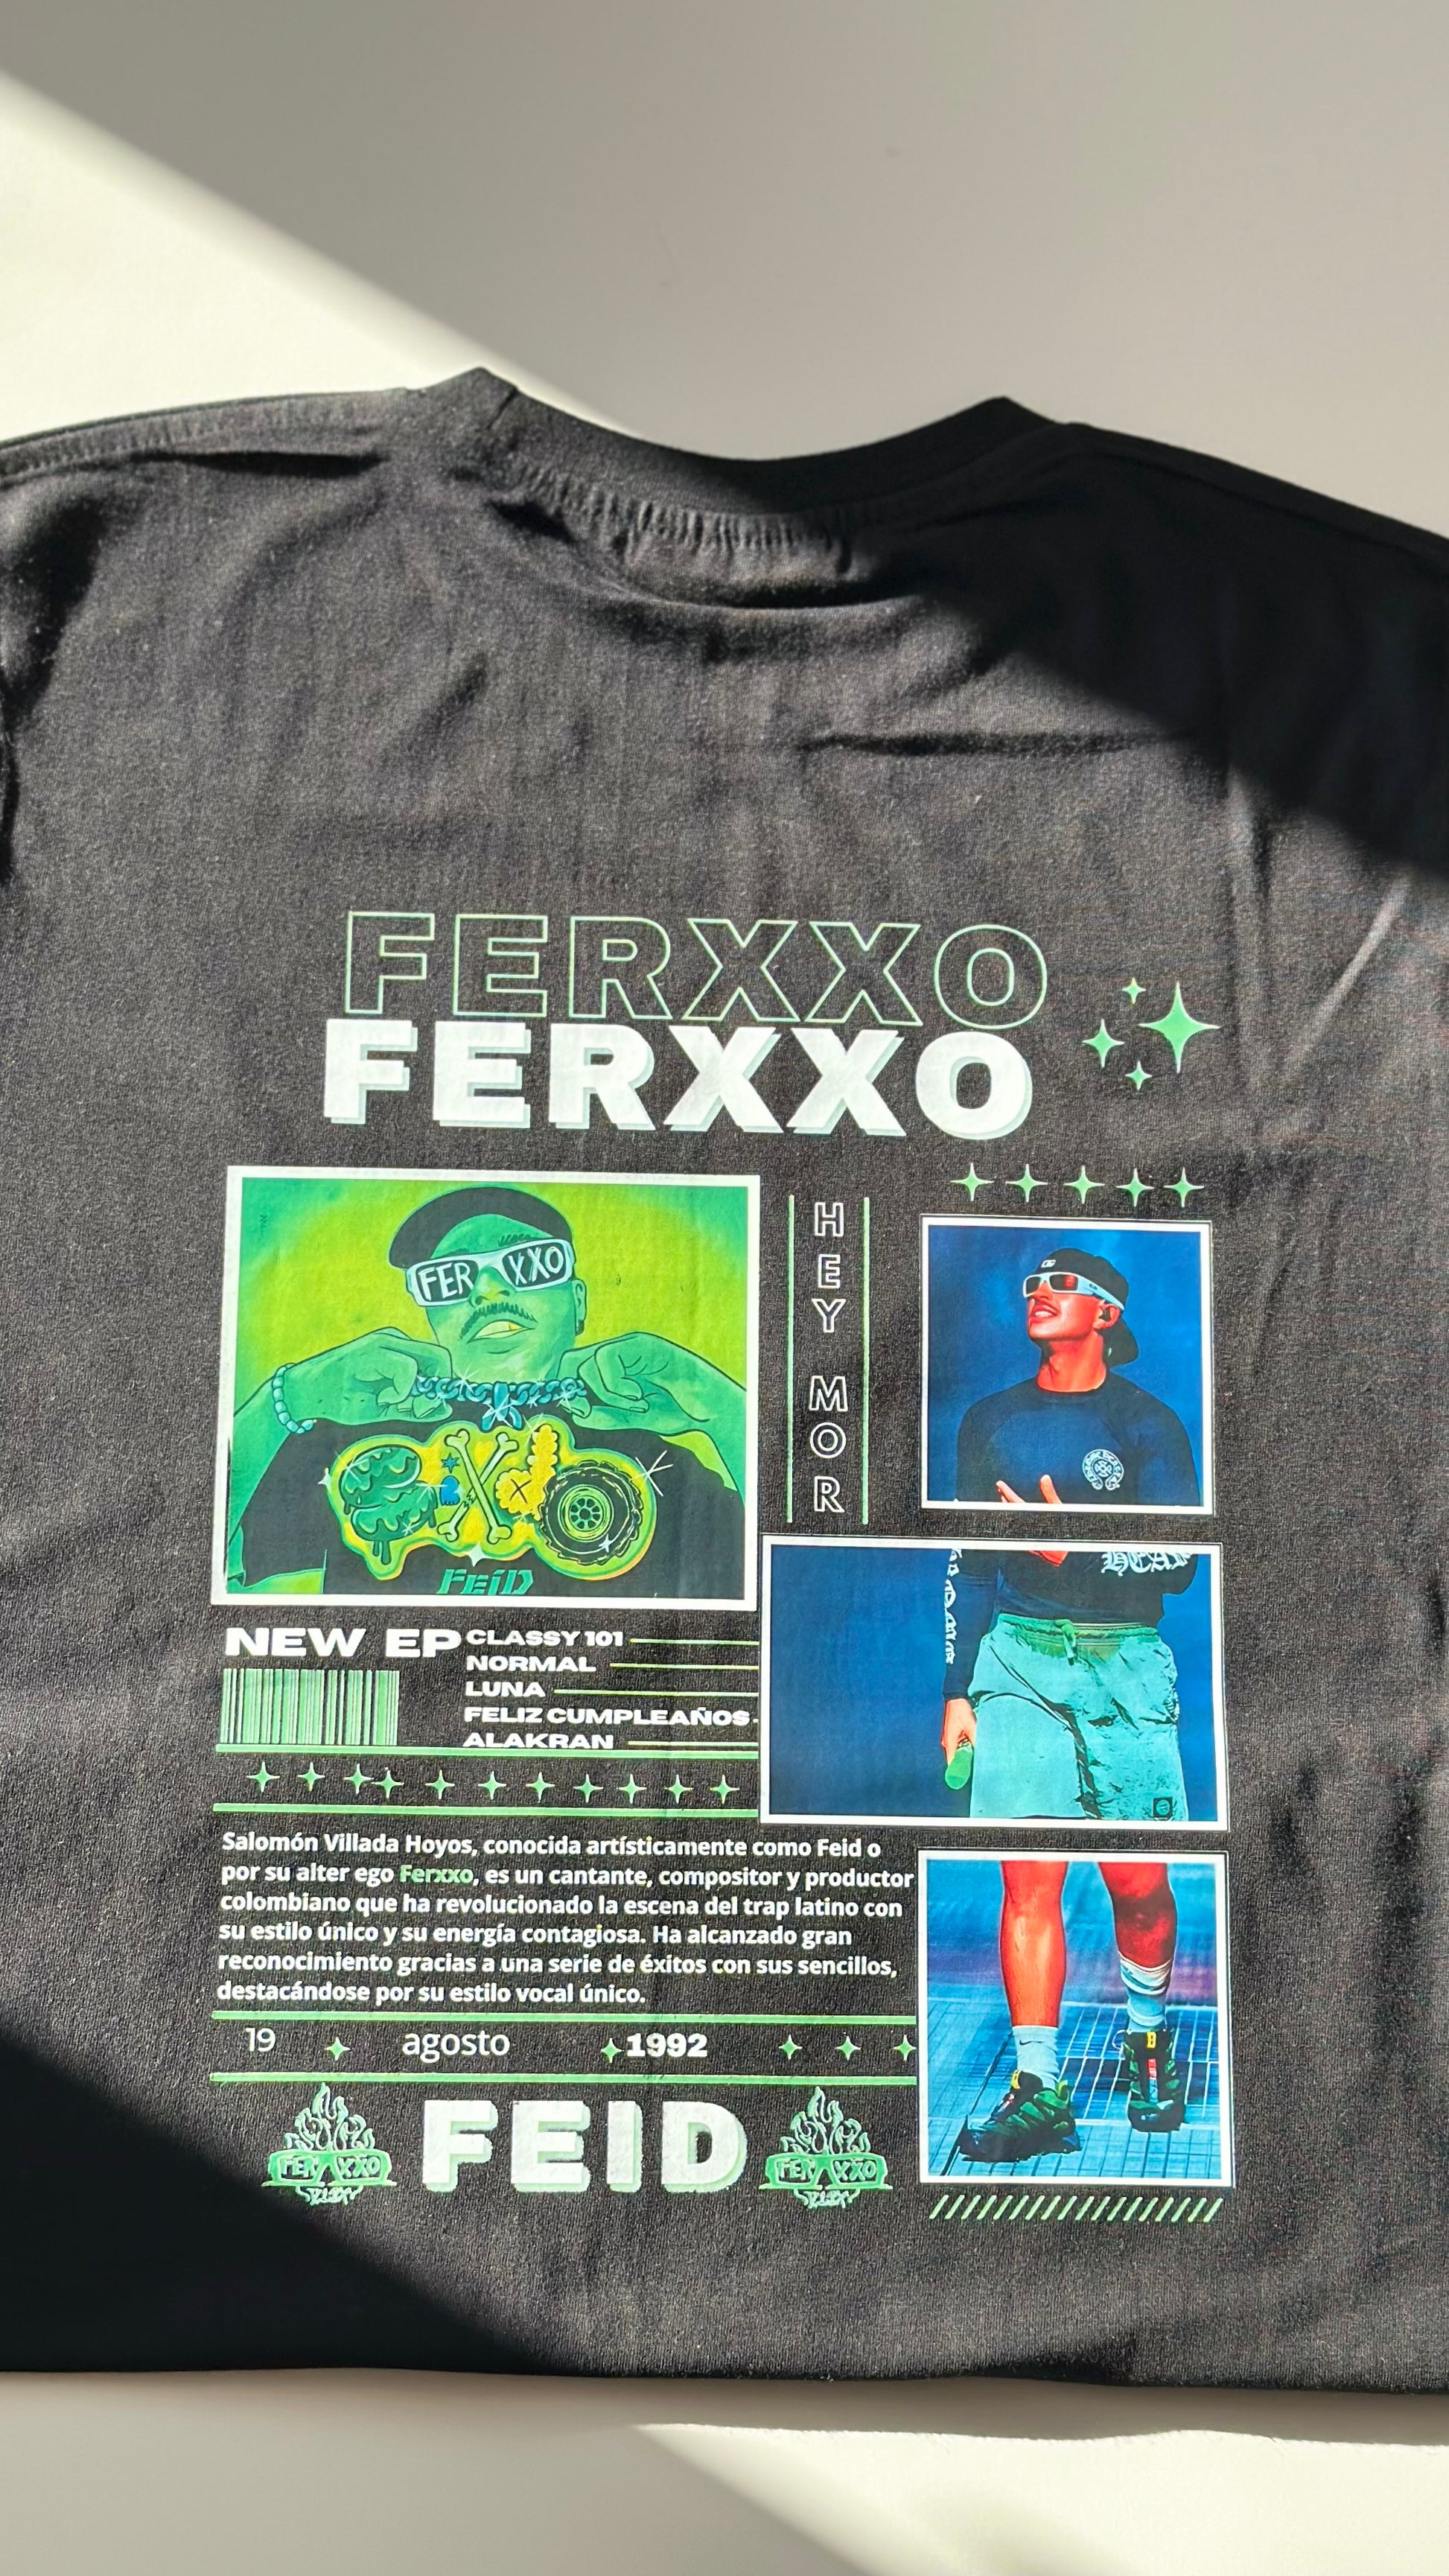 FERXXO
FERXXO
FER XXO
FeiD
HEY MOR
NEW EP
CLASSY 101
NORMAL
LUNA
FELIZ CUMPLEAÑOS
ALAKRAN
Salomón Villada Hoyos, conocida artísticamente como Feid o
por su alter ego Ferxxo, es un cantante, compositor y productor
colombiano que ha revolucionado la escena del trap latino con
su estilo único y su energía contagiosa. Ha alcanzado gran
reconocimiento gracias a una serie de éxitos con sus sencillos,
destacándose por su estilo vocal único.
19 agosto 1992
FERXXO
FEID
FERXXO